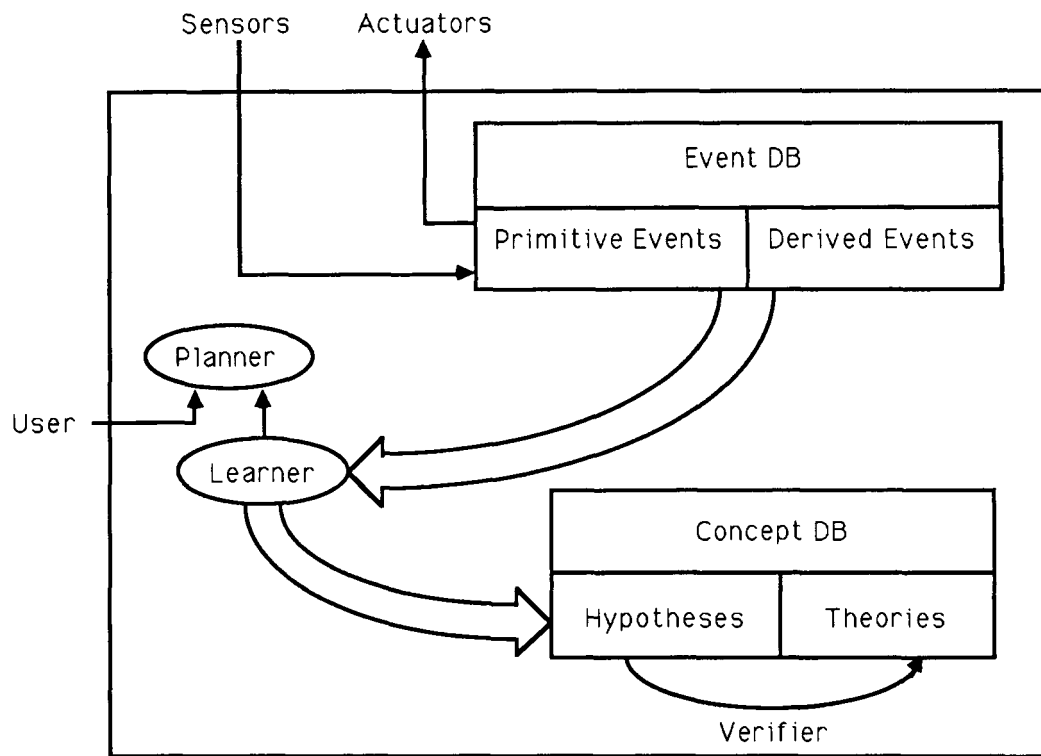 Sensors Actuators
Event DB
Primitive Events Derived Events
Planner
User
Learner
Concept DB
Hypotheses Theories
Verifier